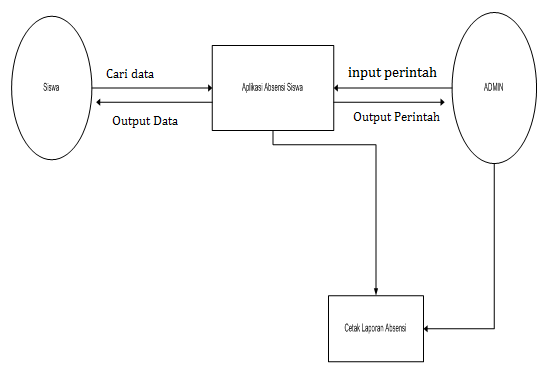 Siswa
Cari data
Output Data
Aplikasi Absensi Siswa
input perintah
Output Perintah
ADMIN
Cetak Laporan Absensi